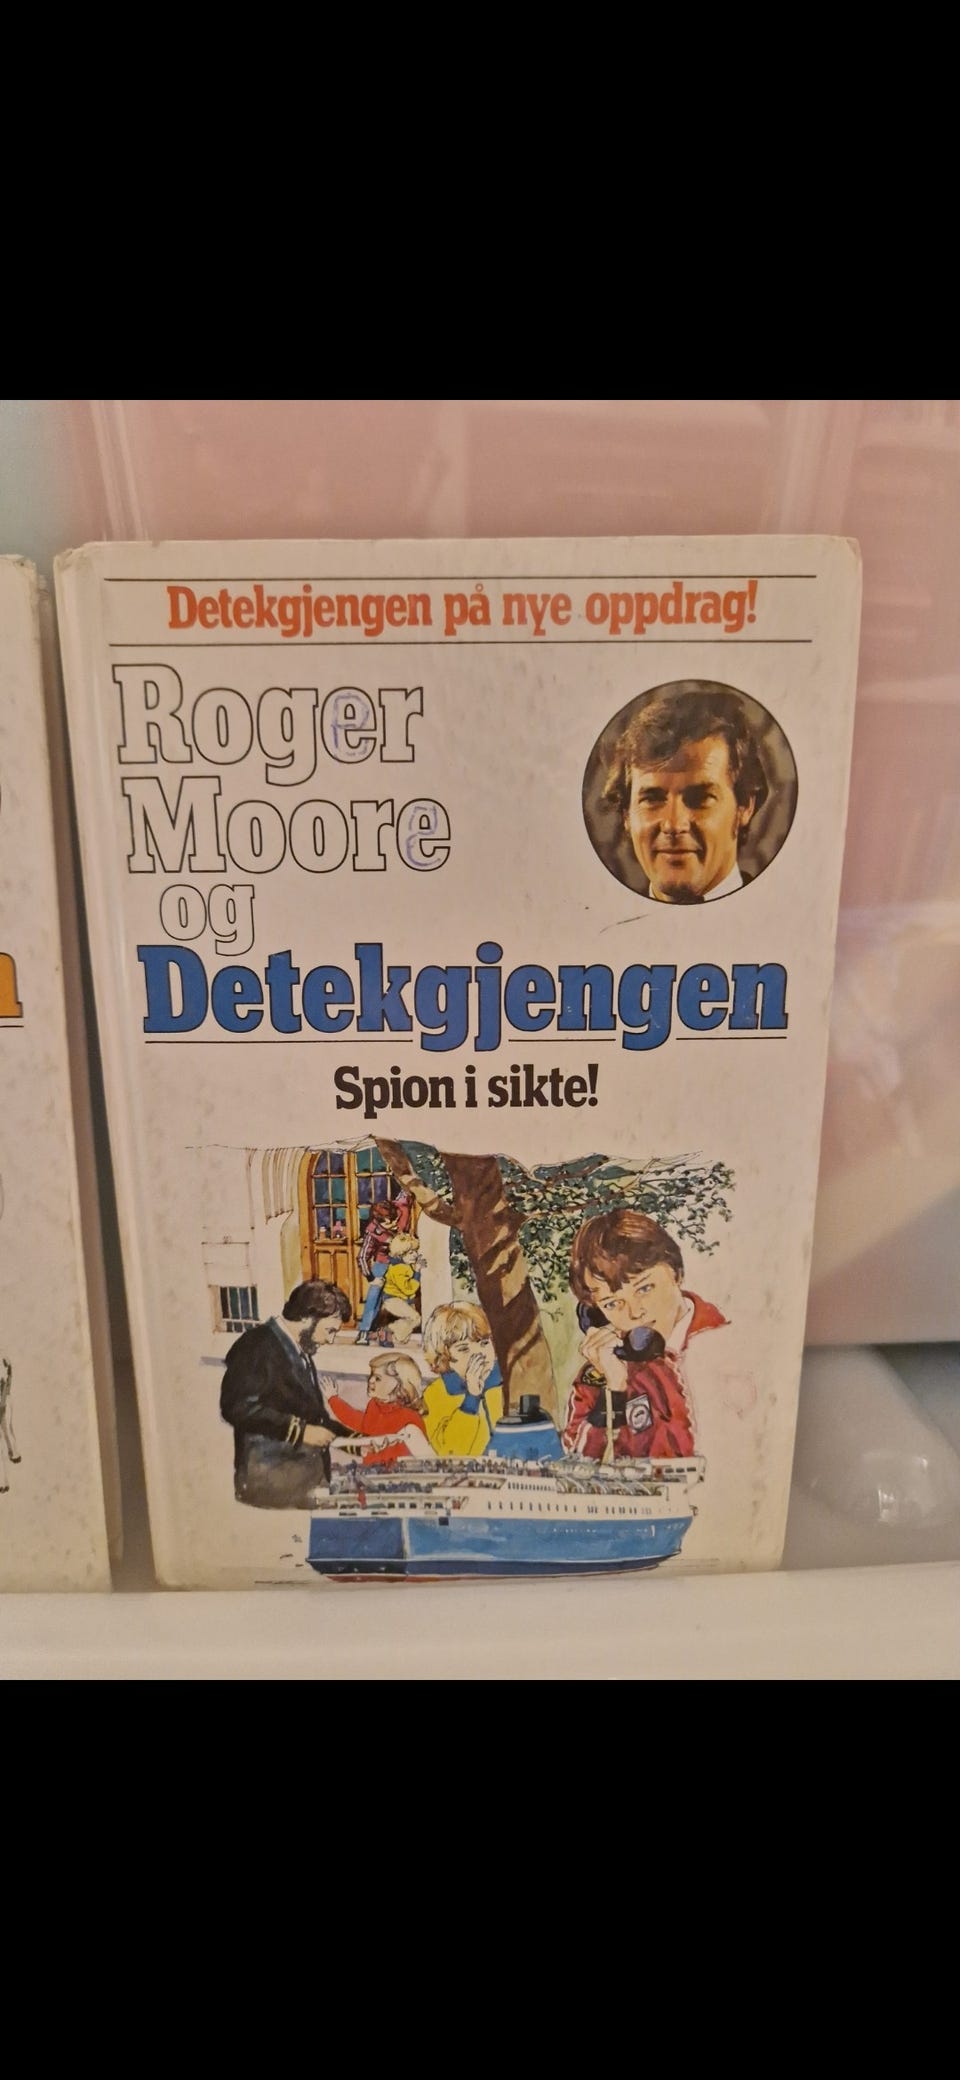 Detekgjengen på nye oppdrag!
Roger
Moore
og
Detekgjengen
Spion i sikte!